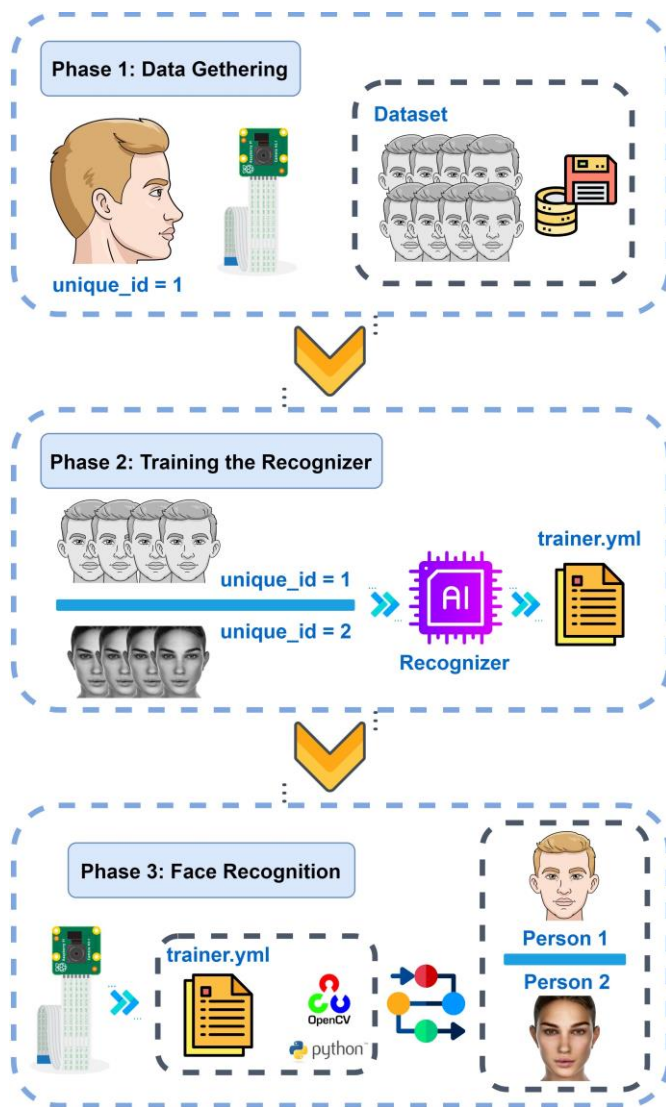 Phase 1: Data Gethering
Dataset
unique_id = 1
Phase 2: Training the Recognizer
trainer.yml
unique_id = 1
AI
unique_id = 2
Recognizer
Phase 3: Face Recognition
Person 1
trainer.yml
Person 2
OpenCV
python